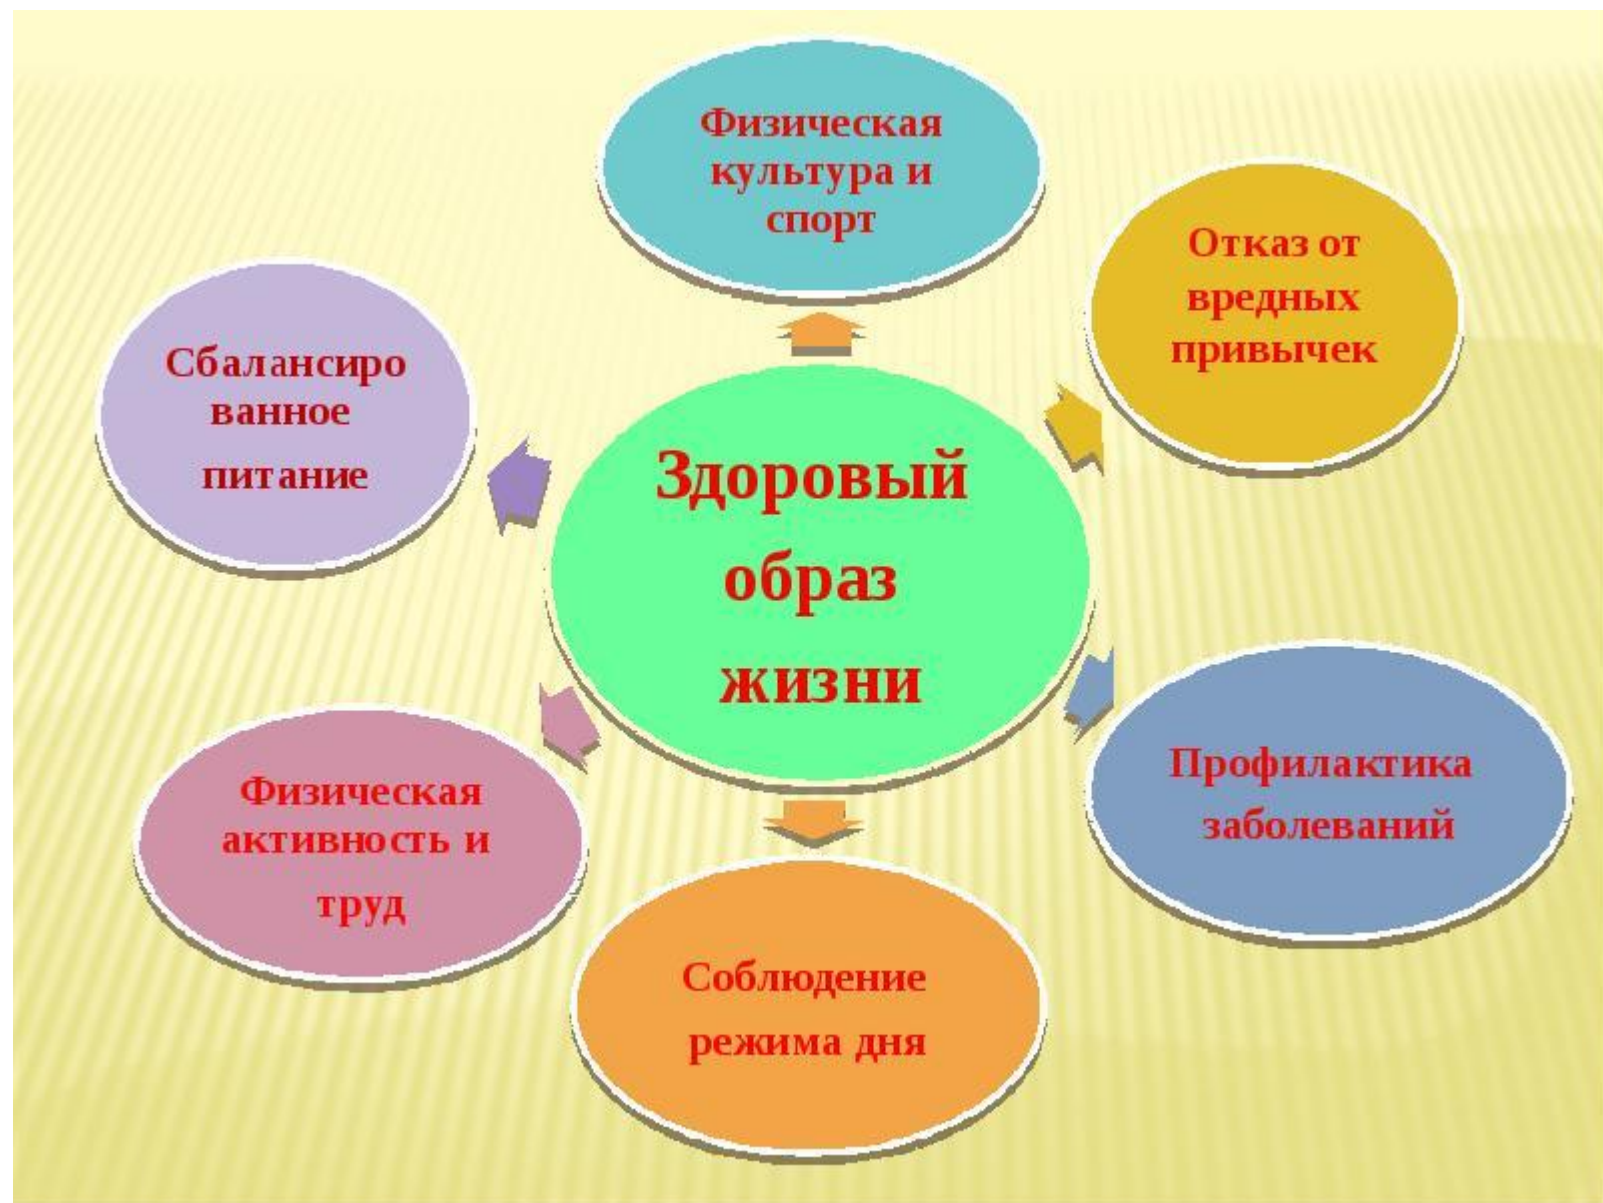 Физическая
культура и
спорт
Отказ от
вредных
привычек
Сбалансиро
ванное
питание
Здоровый
образ
жизни
Профилактика
заболеваний
Физическая
активность и
труд
Соблюдение
режима дня